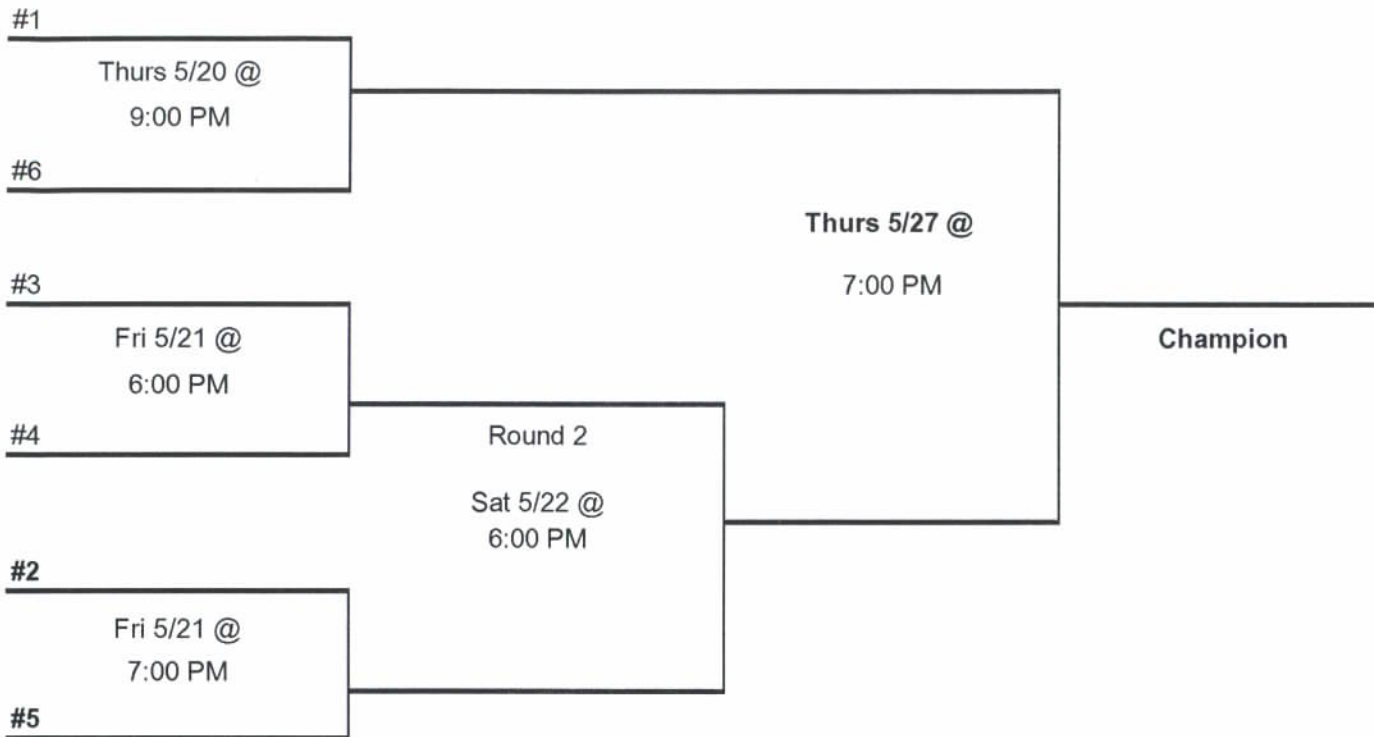 #1
Thurs 5/20 @
9:00 PM
#6
Thurs 5/27 @
7:00 PM
#3
Fri 5/21 @
6:00 PM
Champion
#4
Round 2
Sat 5/22 @
6:00 PM
#2
Fri 5/21 @
7:00 PM
#5